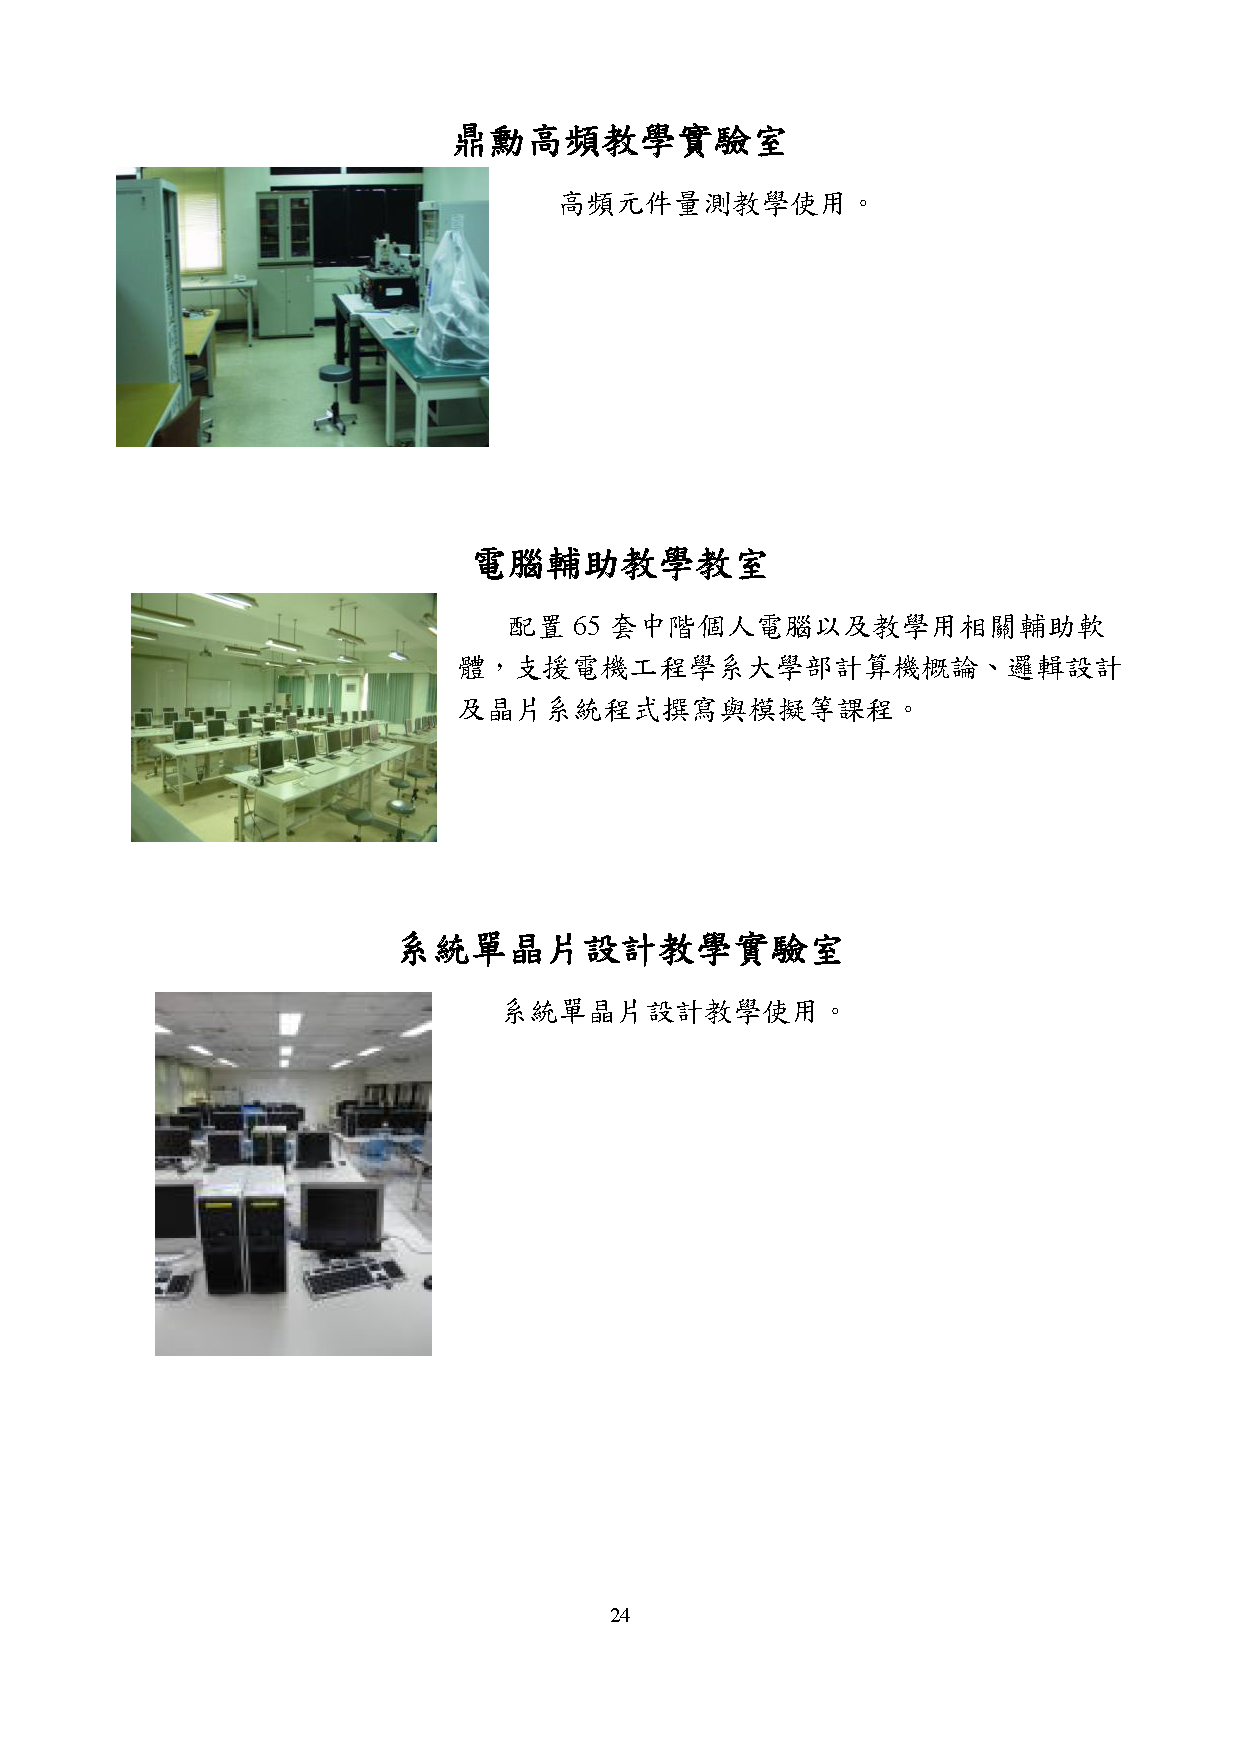 鼎勳高頻教學實驗室
高頻元件量測教學使用。
電腦輔助教學教室
配置 65 套中階個人電腦以及教學用相關輔助軟
體，支援電機工程學系大學部計算機概論、邏輯設計
及晶片系統程式撰寫與模擬等課程。
系統單晶片設計教學實驗室
系統單晶片設計教學使用。
24